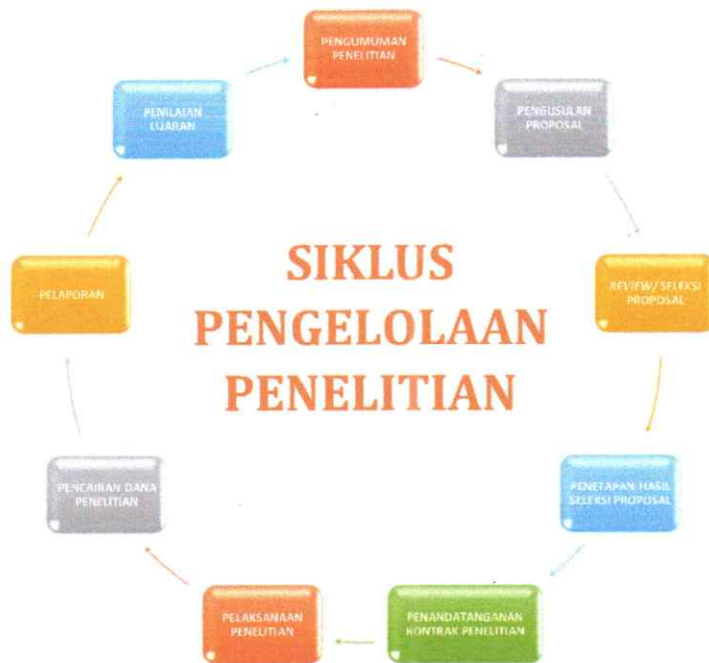 PENGUMUMAN
PENELITIAN
PENGUSULAN
PROPOSAL
REVIEW/ SELEKSI
PROPOSAL
PENETAPAN HASIL
SELEKSI PROPOSAL
PENANDATANGANAN
KONTRAK PENELITIAN
PELAKSANAAN
PENELITIAN
PENCAIRAN DANA
PENELITIAN
PELAPORAN
PENILAIAN
LUARAN
SIKLUS
PENGELOLAAN
PENELITIAN